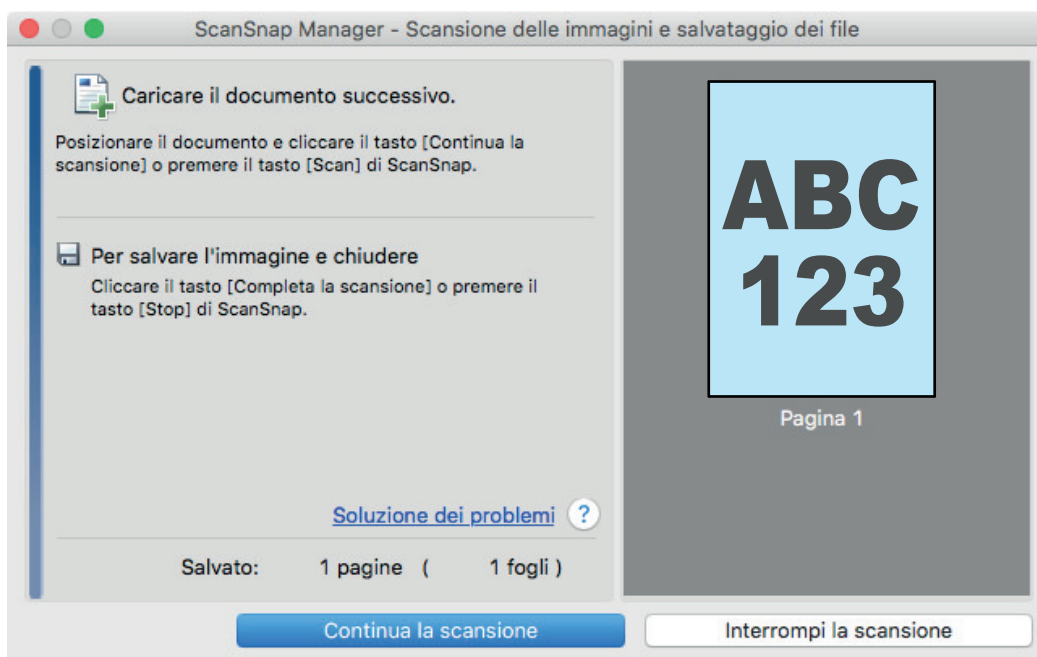 ScanSnap Manager - Scansione delle immagini e salvataggio dei file
Caricare il documento successivo.
Posizionare il documento e cliccare il tasto [Continua la
scansione] o premere il tasto [Scan] di ScanSnap.
Per salvare l'immagine e chiudere
Cliccare il tasto [Completa la scansione] o premere il
tasto [Stop] di ScanSnap.
Soluzione dei problemi ?
Salvato: 1 pagine ( 1 fogli )
ABC
123
Pagina 1
Continua la scansione
Interrompi la scansione